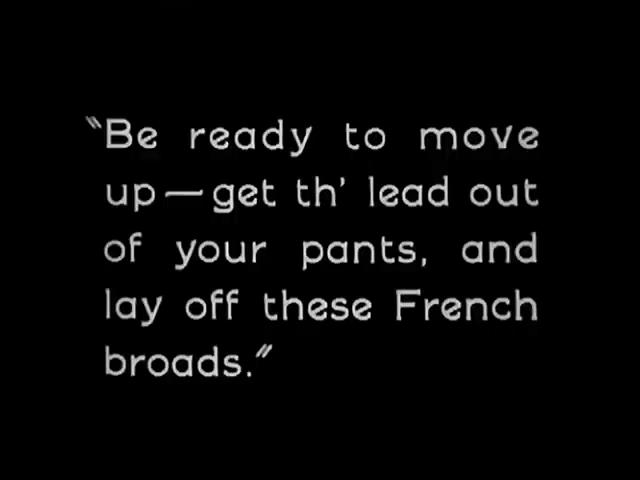 “Be ready to move
up—get th’ lead out
of your pants, and
lay off these French
broads.”